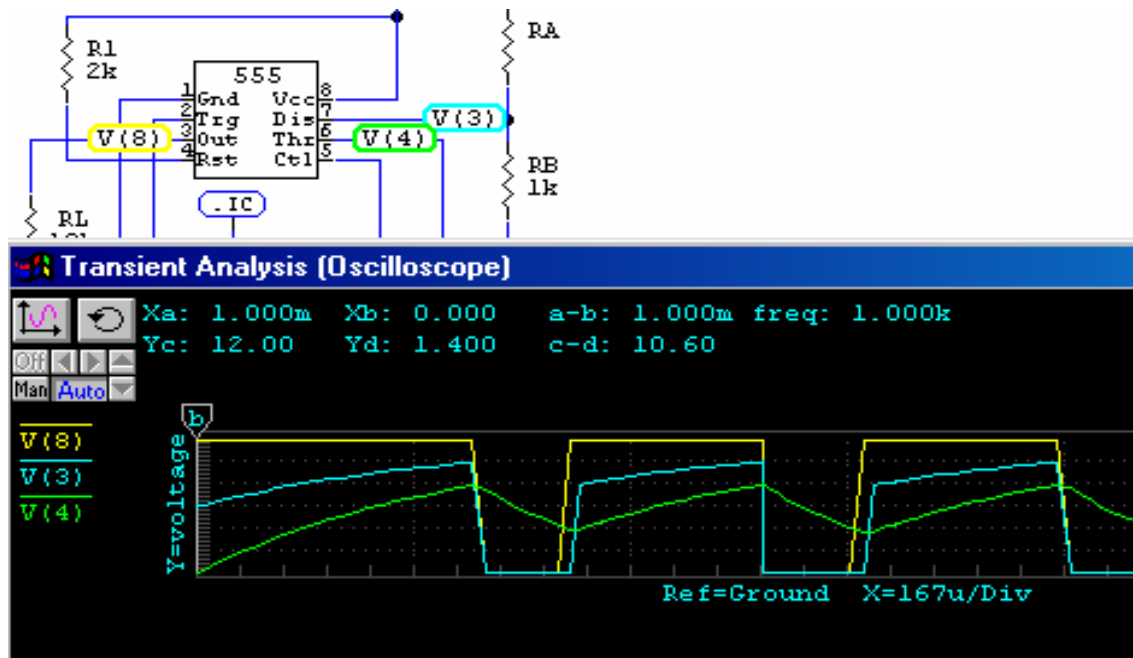 RA
R1
2k
555
1
Gnd Vcc
8
2
Trg Dis
7
V(3)
V(8)
3
Out Thr
6
V(4)
4
Rst Ctl
5
RB
1k
.IC
RL
Transient Analysis (Oscilloscope)
Xa: 1.000m Xb: 0.000 a-b: 1.000m freq: 1.000k
Yc: 12.00 Yd: 1.400 c-d: 10.60
Off
Man Auto
b
V(8)
V(3)
V(4)
Y=voltage
Ref=Ground X=167u/Div